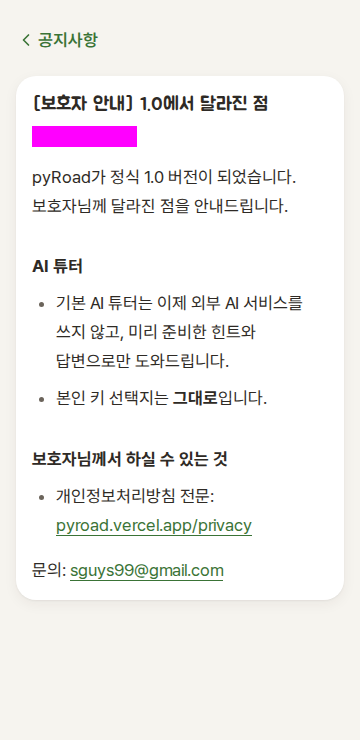 공지사항
[보호자 안내] 1.0에서 달라진 점
pyRoad가 정식 1.0 버전이 되었습니다.
보호자님께 달라진 점을 안내드립니다.
AI 튜터
기본 AI 튜터는 이제 외부 AI 서비스를
쓰지 않고, 미리 준비한 힌트와
답변으로만 도와드립니다.
본인 키 선택지는 그대로입니다.
보호자님께서 하실 수 있는 것
개인정보처리방침 전문:
pyroad.vercel.app/privacy
문의: sguys99@gmail.com